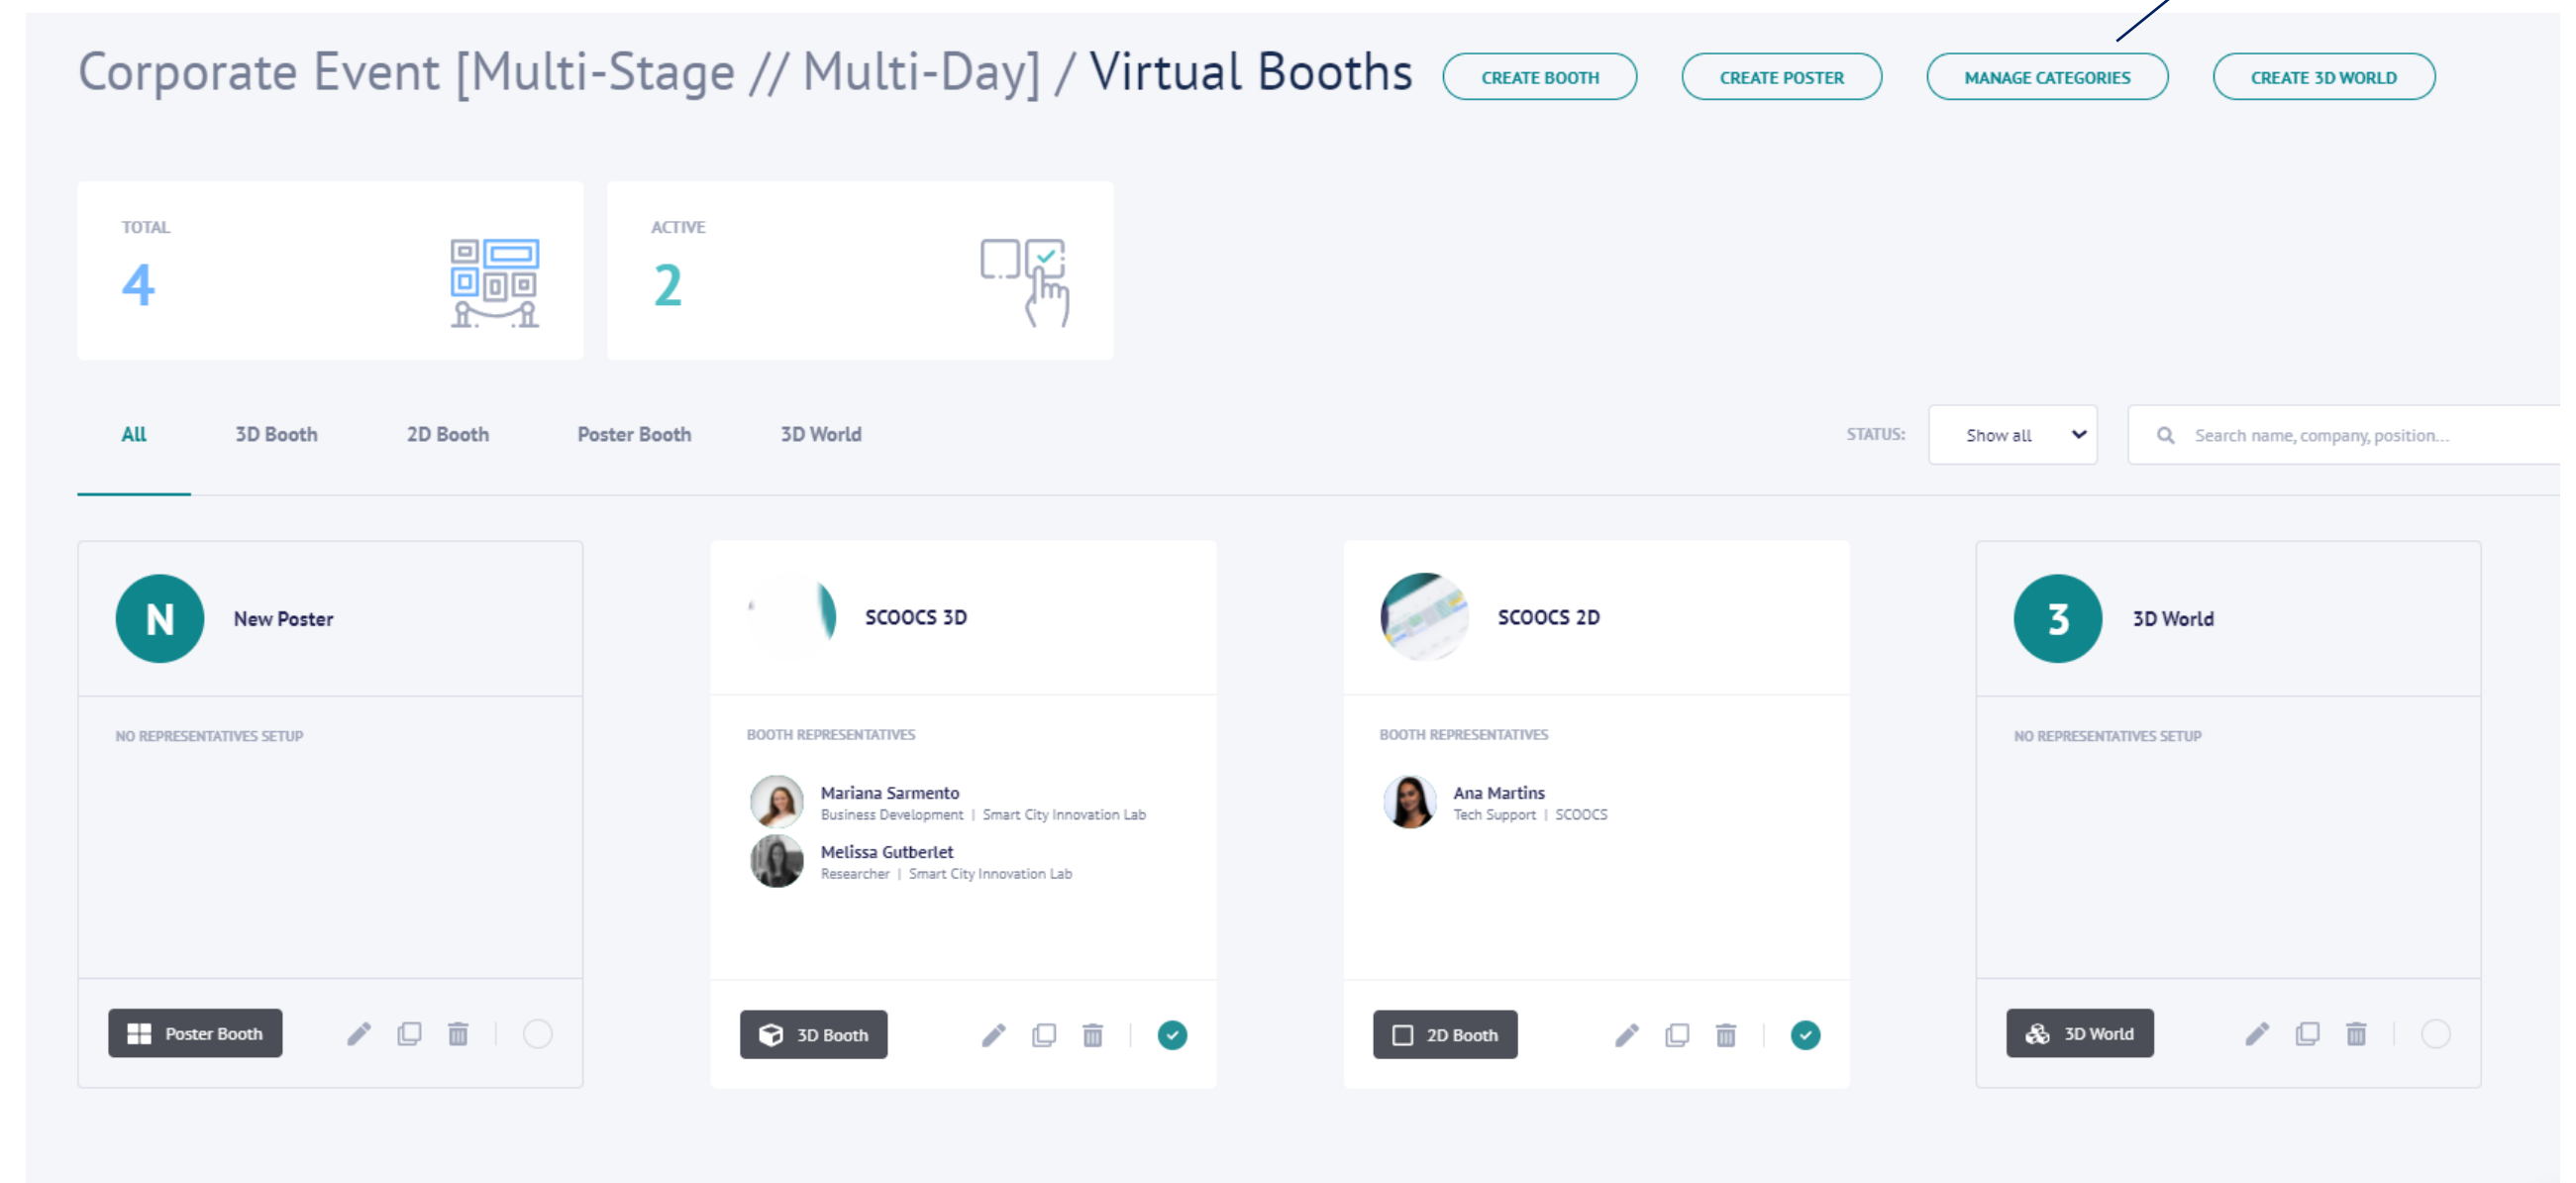 Corporate Event [Multi-Stage // Multi-Day] / Virtual Booths
CREATE BOOTH
CREATE POSTER
MANAGE CATEGORIES
CREATE 3D WORLD
TOTAL
4
ACTIVE
2
All
3D Booth
2D Booth
Poster Booth
3D World
STATUS:
Show all
Search name, company, position...
N
New Poster
NO REPRESENTATIVES SETUP
Poster Booth
SCOOCS 3D
BOOTH REPRESENTATIVES
Mariana Sarmento
Business Development | Smart City Innovation Lab
Melissa Gutberlet
Researcher | Smart City Innovation Lab
3D Booth
SCOOCS 2D
BOOTH REPRESENTATIVES
Ana Martins
Tech Support | SCOOCS
2D Booth
3
3D World
NO REPRESENTATIVES SETUP
3D World